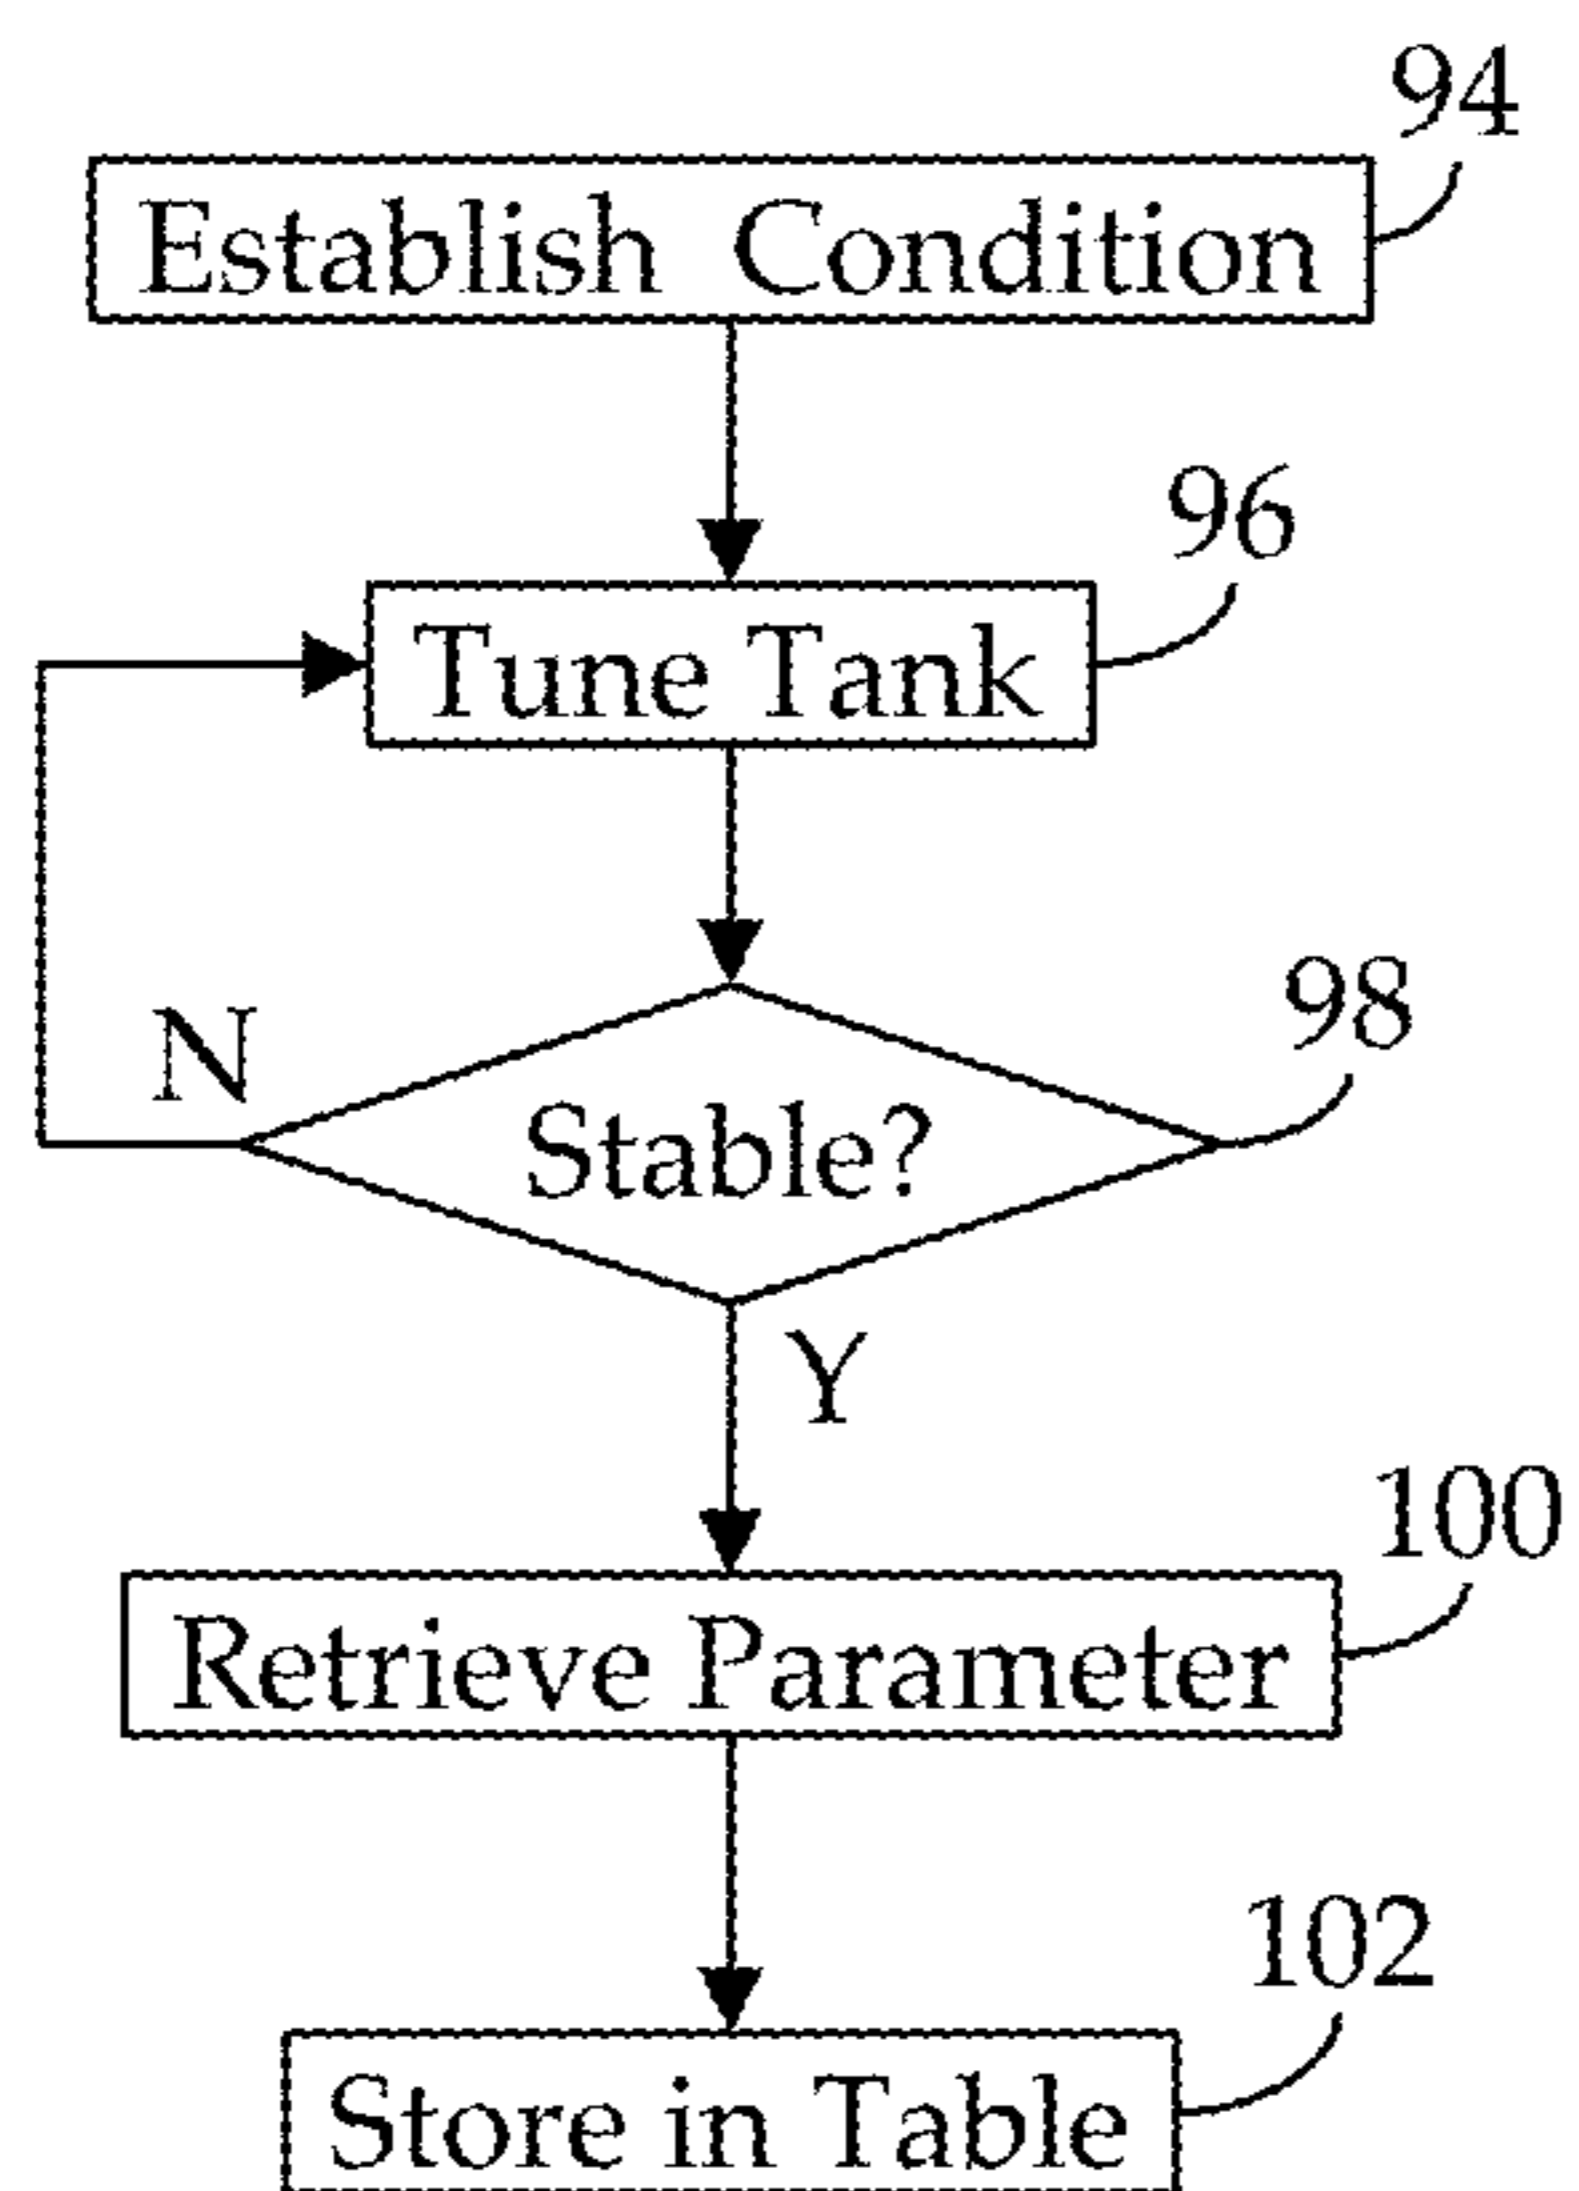 94
Establish Condition
96
Tune Tank
98
N
Stable?
Y
100
Retrieve Parameter
102
Store in Table